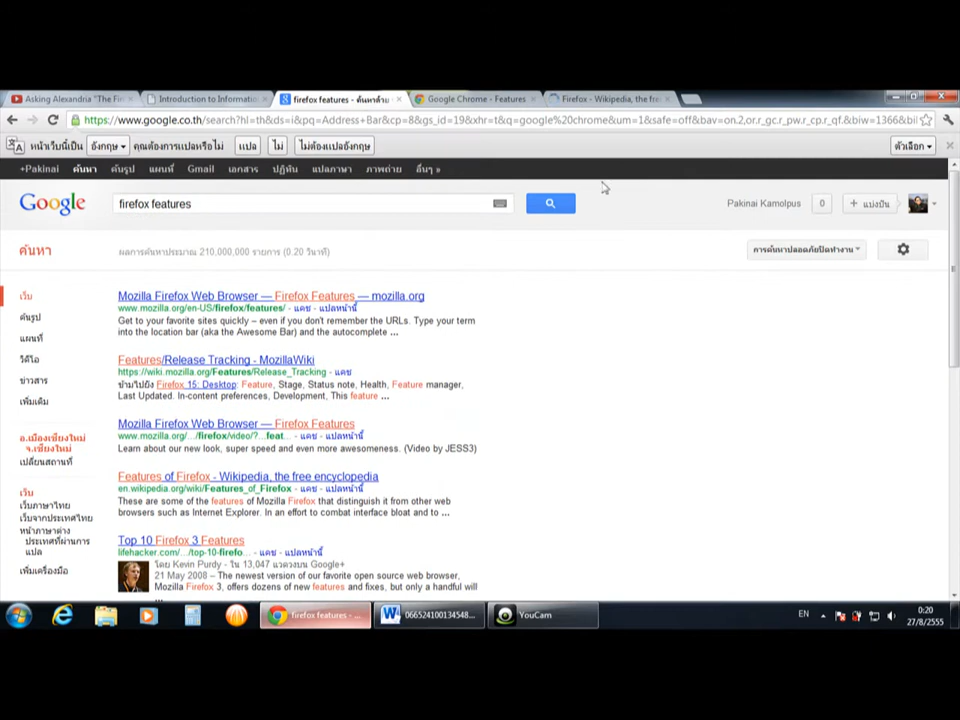 Asking Alexandria "The Fir
Introduction to Informatio
firefox features - ค้นหาด้วย
Google Chrome - Features
Firefox - Wikipedia, the fre
https://www.google.co.th/search?hl=th&ds=i&pq=Address+Bar&cp=8&gs_id=19&xhr=t&q=google%20chrome&um=1&safe=off&bav=on.2,or.r_gc.r_pw.r_cp.r_qf.&biw=1366&bil
หน้าเว็บนี้เป็น อังกฤษ คุณต้องการแปลหรือไม่ แปล ไม่ ไม่ต้องแปลอังกฤษ ตัวเลือก
+Pakinai ค้นหา ค้นรูป แผนที่ Gmail เอกสาร ปฏิทิน แปลภาษา ภาพถ่าย อื่นๆ »
Google firefox features Pakinai Kamolpus 0 + แบ่งปัน
ค้นหา ผลการค้นหาประมาณ 210,000,000 รายการ (0.20 วินาที) การค้นหาปลอดภัยปิดทำงาน
เว็บ
ค้นรูป
แผนที่
วิดีโอ
ข่าวสาร
เพิ่มเติม
อ.เมืองเชียงใหม่
จ.เชียงใหม่
เปลี่ยนสถานที่
เว็บ
เว็บภาษาไทย
เว็บจากประเทศไทย
หน้าภาษาต่าง
ประเทศที่ผ่านการ
แปล
เพิ่มเครื่องมือ
Mozilla Firefox Web Browser — Firefox Features — mozilla.org
www.mozilla.org/en-US/firefox/features/ - แคช - แปลหน้านี้
Get to your favorite sites quickly – even if you don't remember the URLs. Type your term
into the location bar (aka the Awesome Bar) and the autocomplete ...
Features/Release Tracking - MozillaWiki
https://wiki.mozilla.org/Features/Release_Tracking - แคช
ข้ามไปยัง Firefox 15: Desktop: Feature, Stage, Status note, Health, Feature manager,
Last Updated. In-content preferences, Development, This feature ...
Mozilla Firefox Web Browser — Firefox Features
www.mozilla.org/.../firefox/video/?...feat... - แคช - แปลหน้านี้
Learn about our new look, super speed and even more awesomeness. (Video by JESS3)
Features of Firefox - Wikipedia, the free encyclopedia
en.wikipedia.org/wiki/Features_of_Firefox - แคช - แปลหน้านี้
These are some of the features of Mozilla Firefox that distinguish it from other web
browsers such as Internet Explorer. In an effort to combat interface bloat and to ...
Top 10 Firefox 3 Features
lifehacker.com/.../top-10-firefo... - แคช - แปลหน้านี้
โดย Kevin Purdy - ใน 13,047 แวดวงบน Google+
21 May 2008 – The newest version of our favorite open source web browser,
Mozilla Firefox 3, offers dozens of new features and fixes, but only a handful will
...
firefox features - ...
066524100134548...
YouCam
EN
0:20
27/8/2555